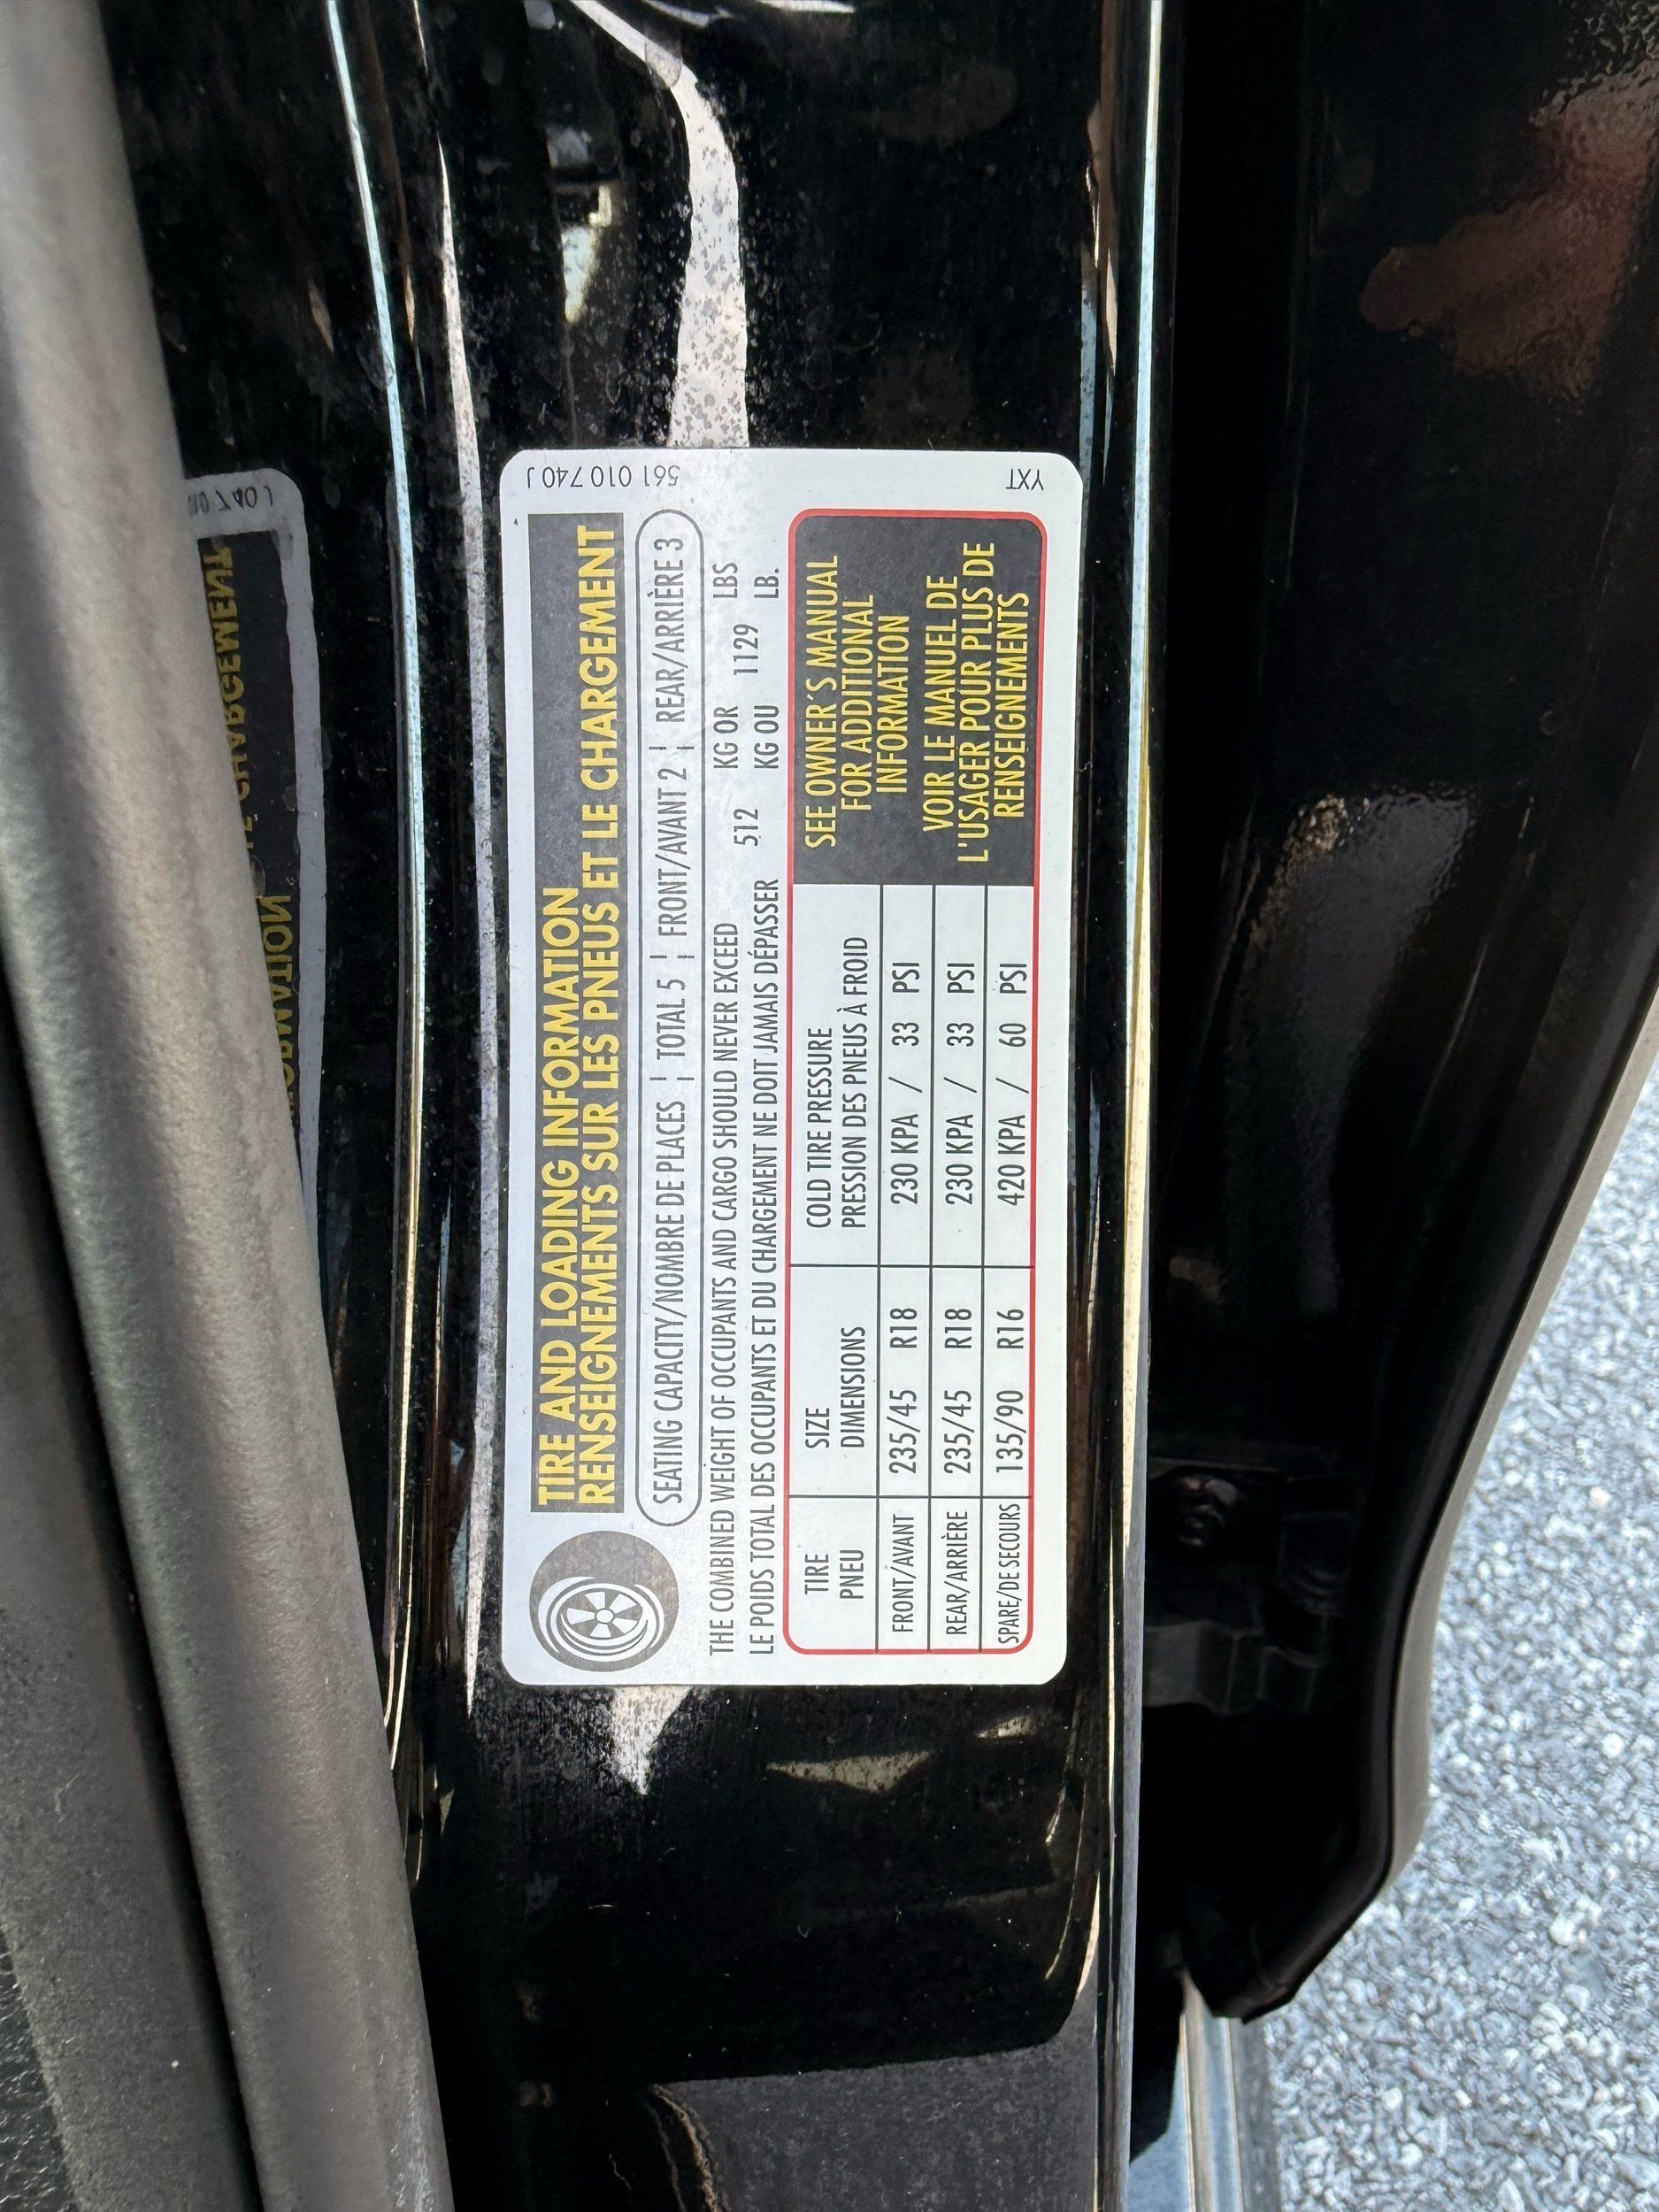 TIRE AND LOADING INFORMATION
RENSEIGNEMENTS SUR LES PNEUS ET LE CHARGEMENT
SEATING CAPACITY/NOMBRE DE PLACES ¦ TOTAL 5 ¦ FRONT/AVANT 2 ¦ REAR/ARRIÈRE 3
THE COMBINED WEIGHT OF OCCUPANTS AND CARGO SHOULD NEVER EXCEED 512 KG OR 1129 LBS
LE POIDS TOTAL DES OCCUPANTS ET DU CHARGEMENT NE DOIT JAMAIS DÉPASSER KG OU LB.
TIRE SIZE COLD TIRE PRESSURE
PNEU DIMENSIONS PRESSION DES PNEUS À FROID
FRONT/AVANT 235/45 R18 230 KPA / 33 PSI
REAR/ARRIÈRE 235/45 R18 230 KPA / 33 PSI
SPARE/DE SECOURS 135/90 R16 420 KPA / 60 PSI
SEE OWNER'S MANUAL
FOR ADDITIONAL
INFORMATION
VOIR LE MANUEL DE
L'USAGER POUR PLUS DE
RENSEIGNEMENTS
561 010 740 J
YXT